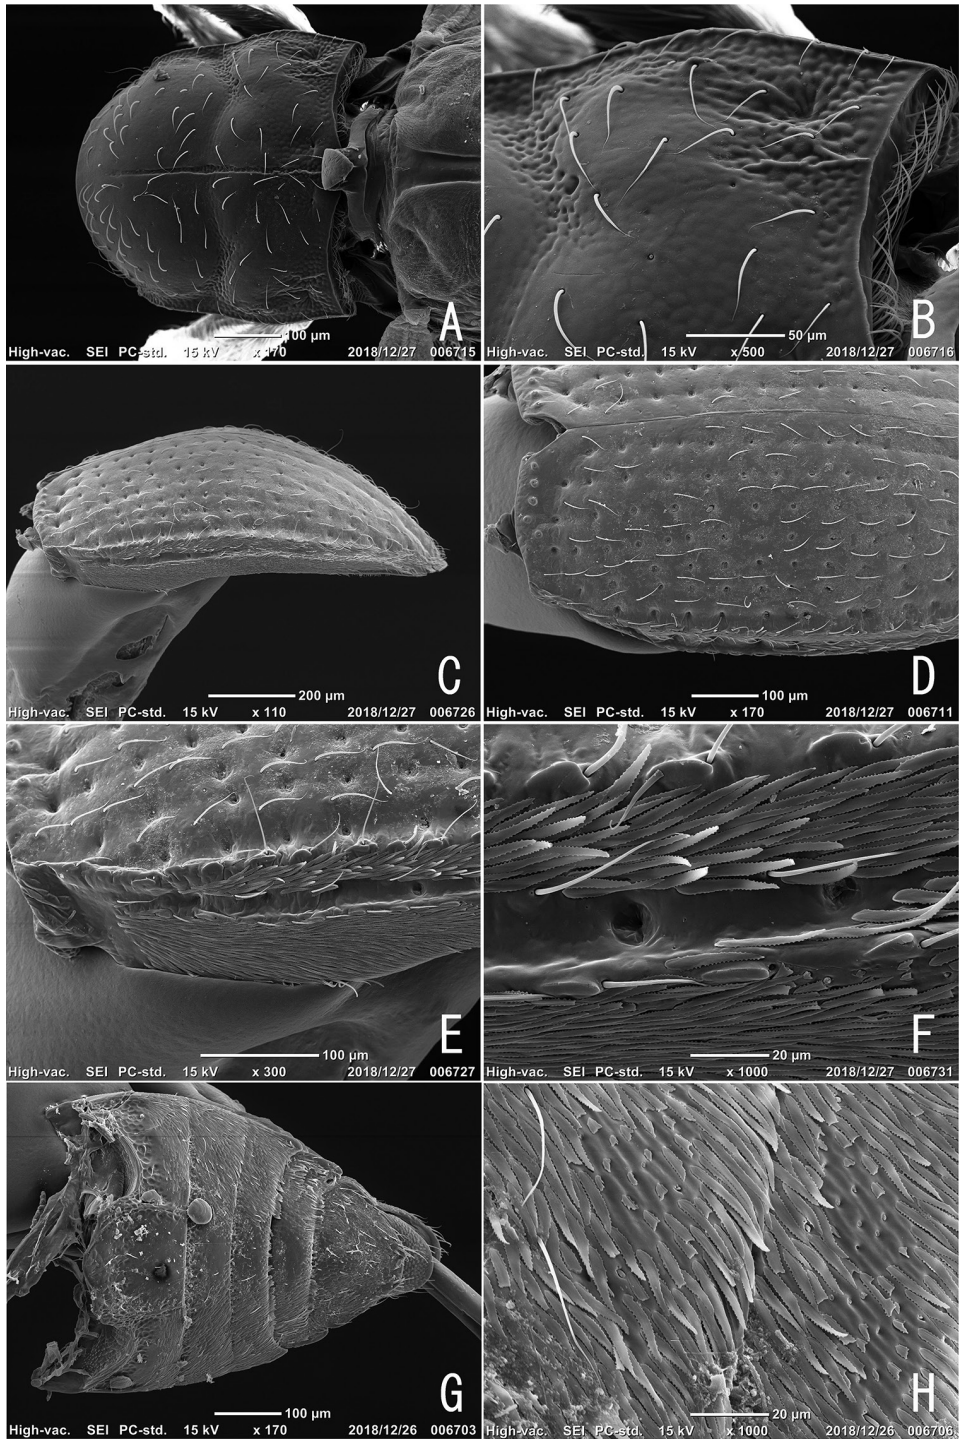 A
100 µm
High-vac. SEI PC-std. 15 kV x 170 2018/12/27 006715
B
50 µm
High-vac. SEI PC-std. 15 kV x 500 2018/12/27 006716
C
200 µm
High-vac. SEI PC-std. 15 kV x 110 2018/12/27 006726
D
100 µm
High-vac. SEI PC-std. 15 kV x 170 2018/12/27 006711
E
100 µm
High-vac. SEI PC-std. 15 kV x 300 2018/12/27 006727
F
20 µm
High-vac. SEI PC-std. 15 kV x 1000 2018/12/27 006731
G
100 µm
High-vac. SEI PC-std. 15 kV x 170 2018/12/26 006703
H
20 µm
High-vac. SEI PC-std. 15 kV x 1000 2018/12/26 006706